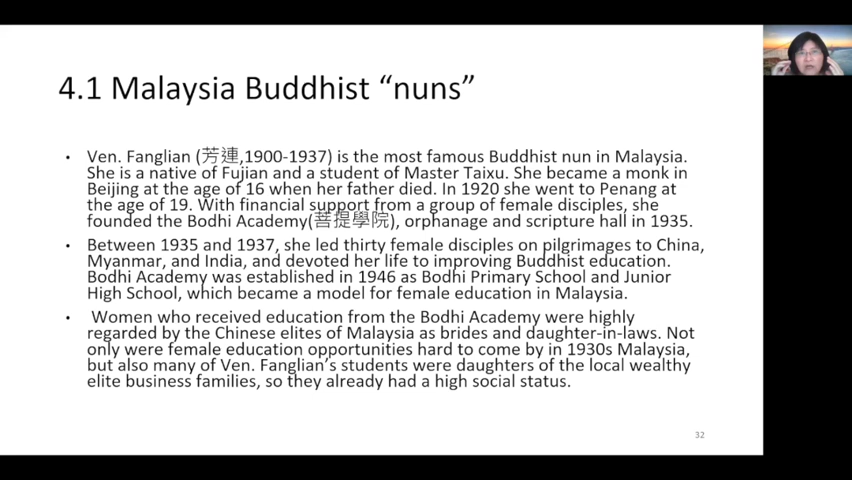 4.1 Malaysia Buddhist “nuns”
• Ven. Fanglian (芳連,1900-1937) is the most famous Buddhist nun in Malaysia.
She is a native of Fujian and a student of Master Taixu. She became a monk in
Beijing at the age of 16 when her father died. In 1920 she went to Penang at
the age of 19. With financial support from a group of female disciples, she
founded the Bodhi Academy(菩提學院), orphanage and scripture hall in 1935.
• Between 1935 and 1937, she led thirty female disciples on pilgrimages to China,
Myanmar, and India, and devoted her life to improving Buddhist education.
Bodhi Academy was established in 1946 as Bodhi Primary School and Junior
High School, which became a model for female education in Malaysia.
• Women who received education from the Bodhi Academy were highly
regarded by the Chinese elites of Malaysia as brides and daughter-in-laws. Not
only were female education opportunities hard to come by in 1930s Malaysia,
but also many of Ven. Fanglian’s students were daughters of the local wealthy
elite business families, so they already had a high social status.
32